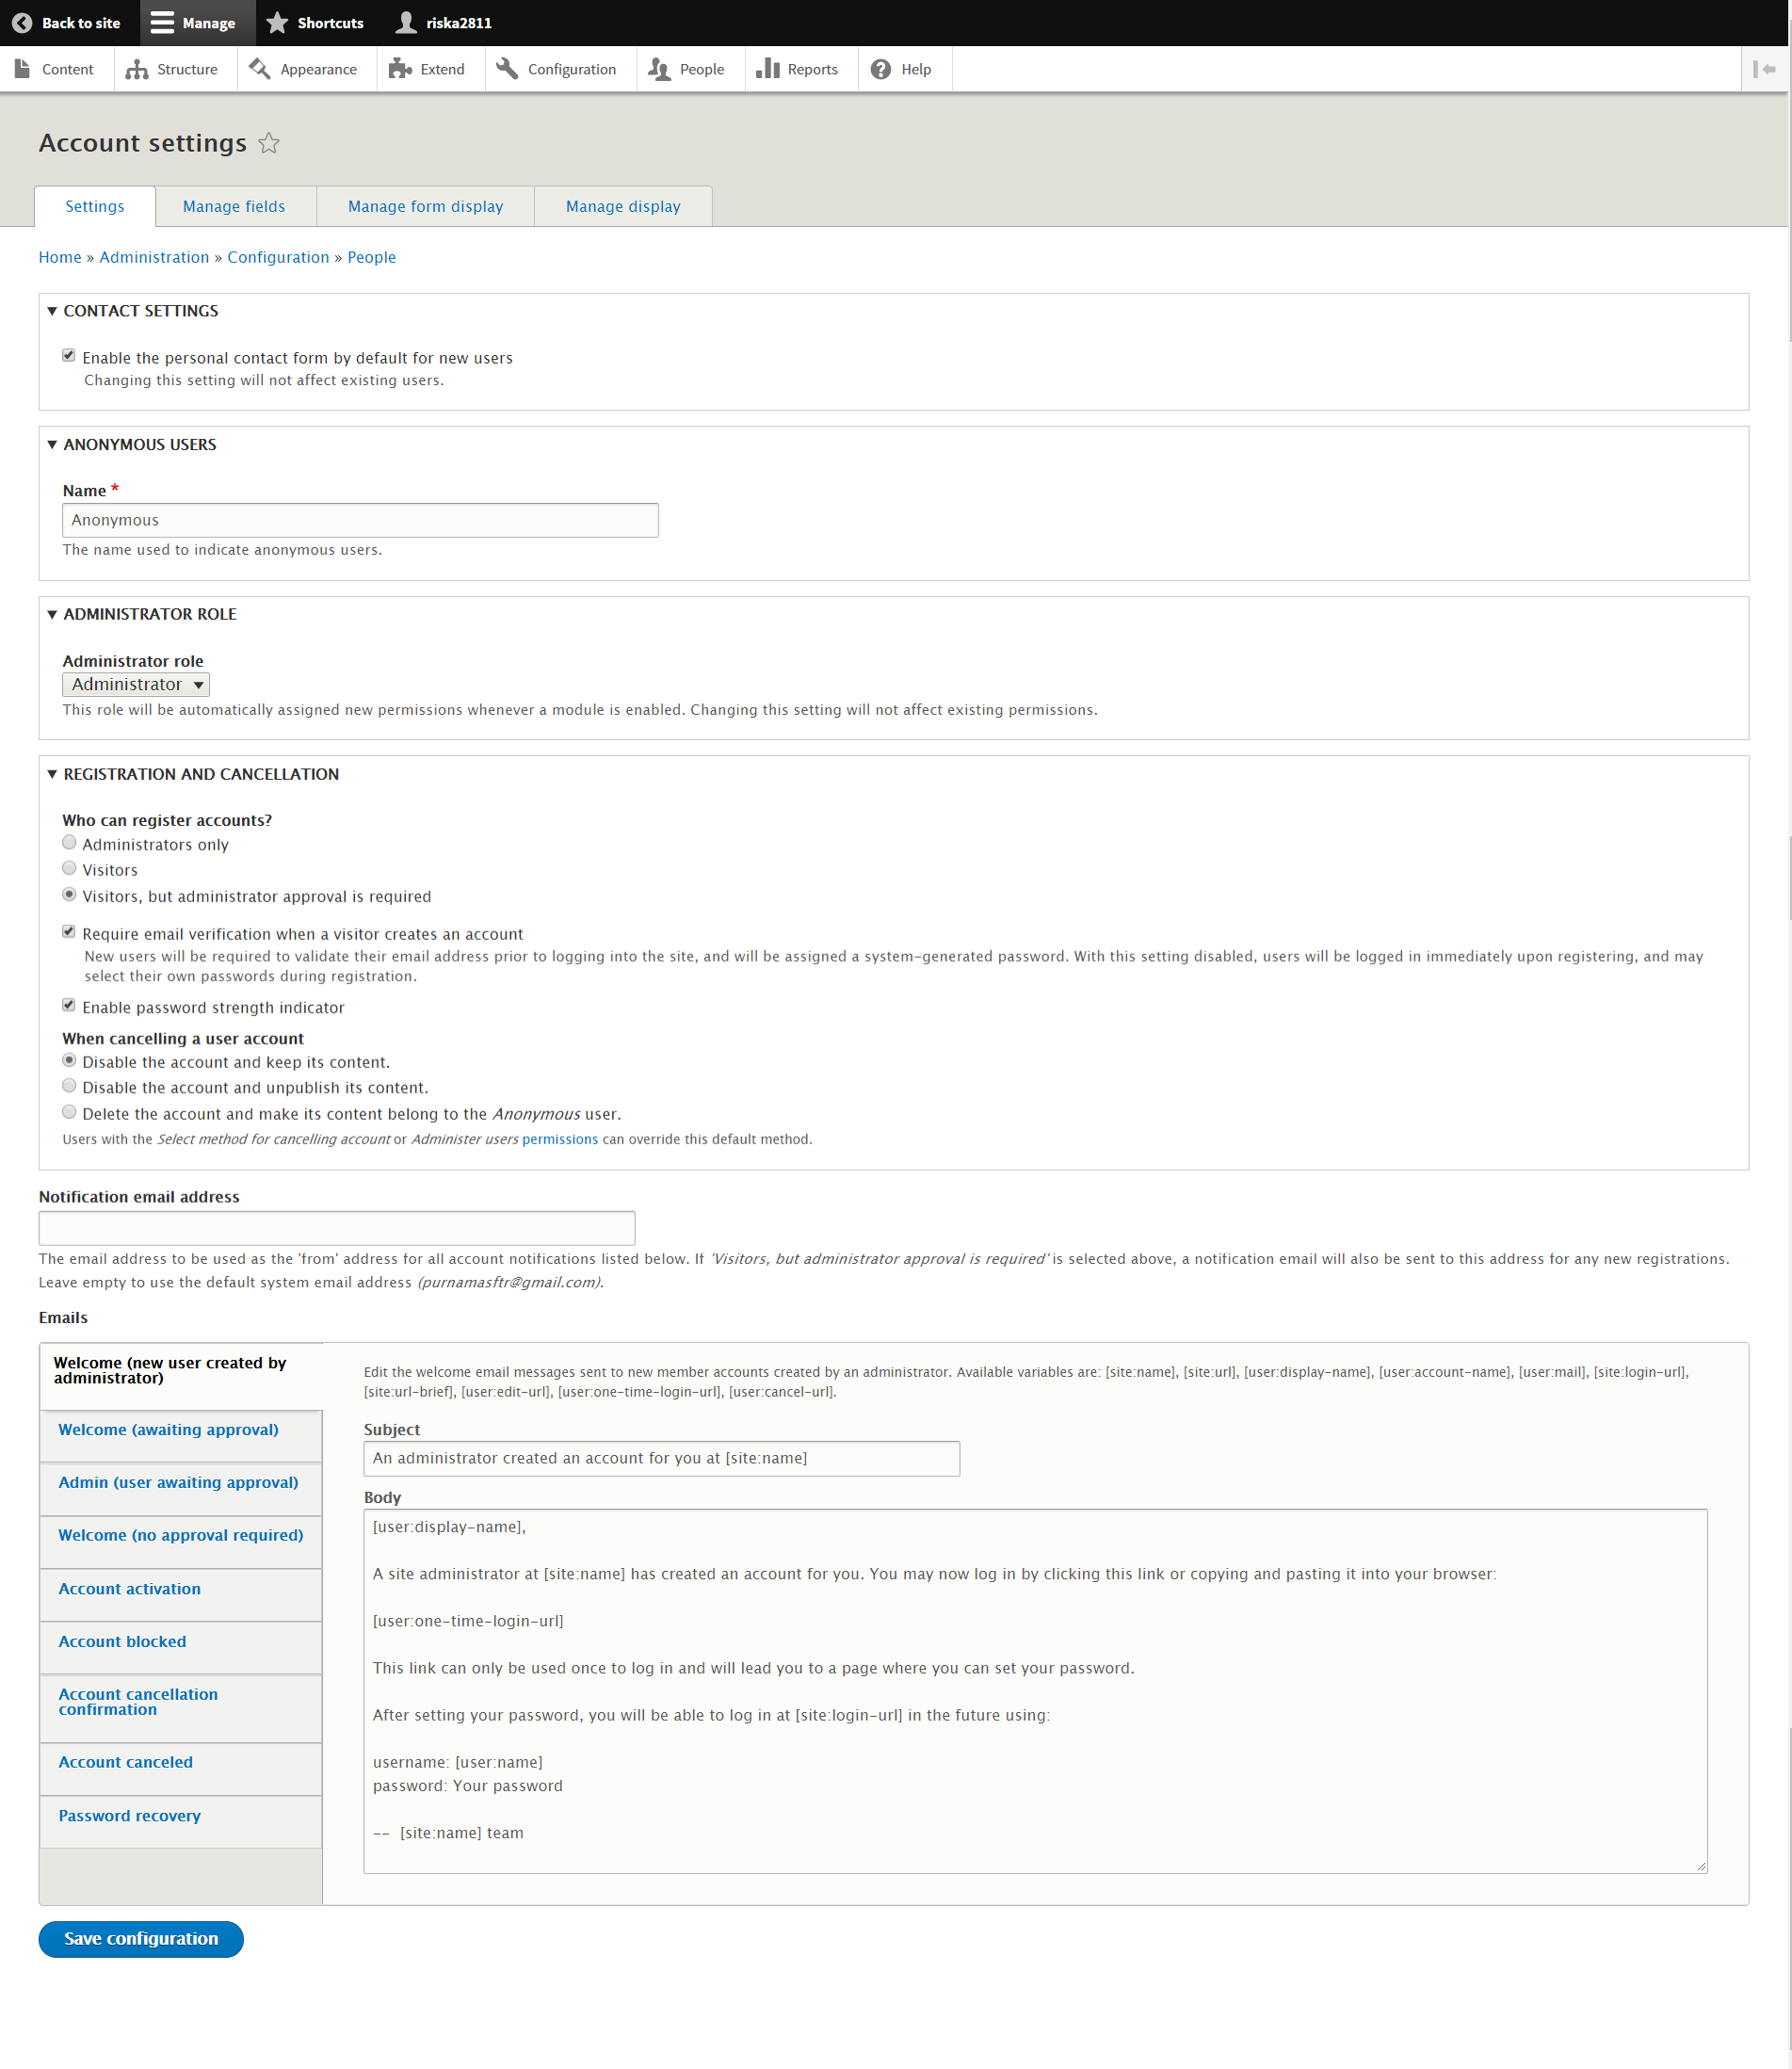 Back to site Manage Shortcuts riska2811
Content Structure Appearance Extend Configuration People Reports Help
Account settings
Settings Manage fields Manage form display Manage display
Home » Administration » Configuration » People
CONTACT SETTINGS
Enable the personal contact form by default for new users
Changing this setting will not affect existing users.
ANONYMOUS USERS
Name *
Anonymous
The name used to indicate anonymous users.
ADMINISTRATOR ROLE
Administrator role
Administrator
This role will be automatically assigned new permissions whenever a module is enabled. Changing this setting will not affect existing permissions.
REGISTRATION AND CANCELLATION
Who can register accounts?
Administrators only
Visitors
Visitors, but administrator approval is required
Require email verification when a visitor creates an account
New users will be required to validate their email address prior to logging into the site, and will be assigned a system-generated password. With this setting disabled, users will be logged in immediately upon registering, and may
select their own passwords during registration.
Enable password strength indicator
When cancelling a user account
Disable the account and keep its content.
Disable the account and unpublish its content.
Delete the account and make its content belong to the Anonymous user.
Users with the Select method for cancelling account or Administer users permissions can override this default method.
Notification email address
The email address to be used as the 'from' address for all account notifications listed below. If 'Visitors, but administrator approval is required' is selected above, a notification email will also be sent to this address for any new registrations.
Leave empty to use the default system email address (purnamasftr@gmail.com).
Emails
Welcome (new user created by
administrator)
Welcome (awaiting approval)
Admin (user awaiting approval)
Welcome (no approval required)
Account activation
Account blocked
Account cancellation
confirmation
Account canceled
Password recovery
Edit the welcome email messages sent to new member accounts created by an administrator. Available variables are: [site:name], [site:url], [user:display-name], [user:account-name], [user:mail], [site:login-url],
[site:url-brief], [user:edit-url], [user:one-time-login-url], [user:cancel-url].
Subject
An administrator created an account for you at [site:name]
Body
[user:display-name],
A site administrator at [site:name] has created an account for you. You may now log in by clicking this link or copying and pasting it into your browser:
[user:one-time-login-url]
This link can only be used once to log in and will lead you to a page where you can set your password.
After setting your password, you will be able to log in at [site:login-url] in the future using:
username: [user:name]
password: Your password
-- [site:name] team
Save configuration